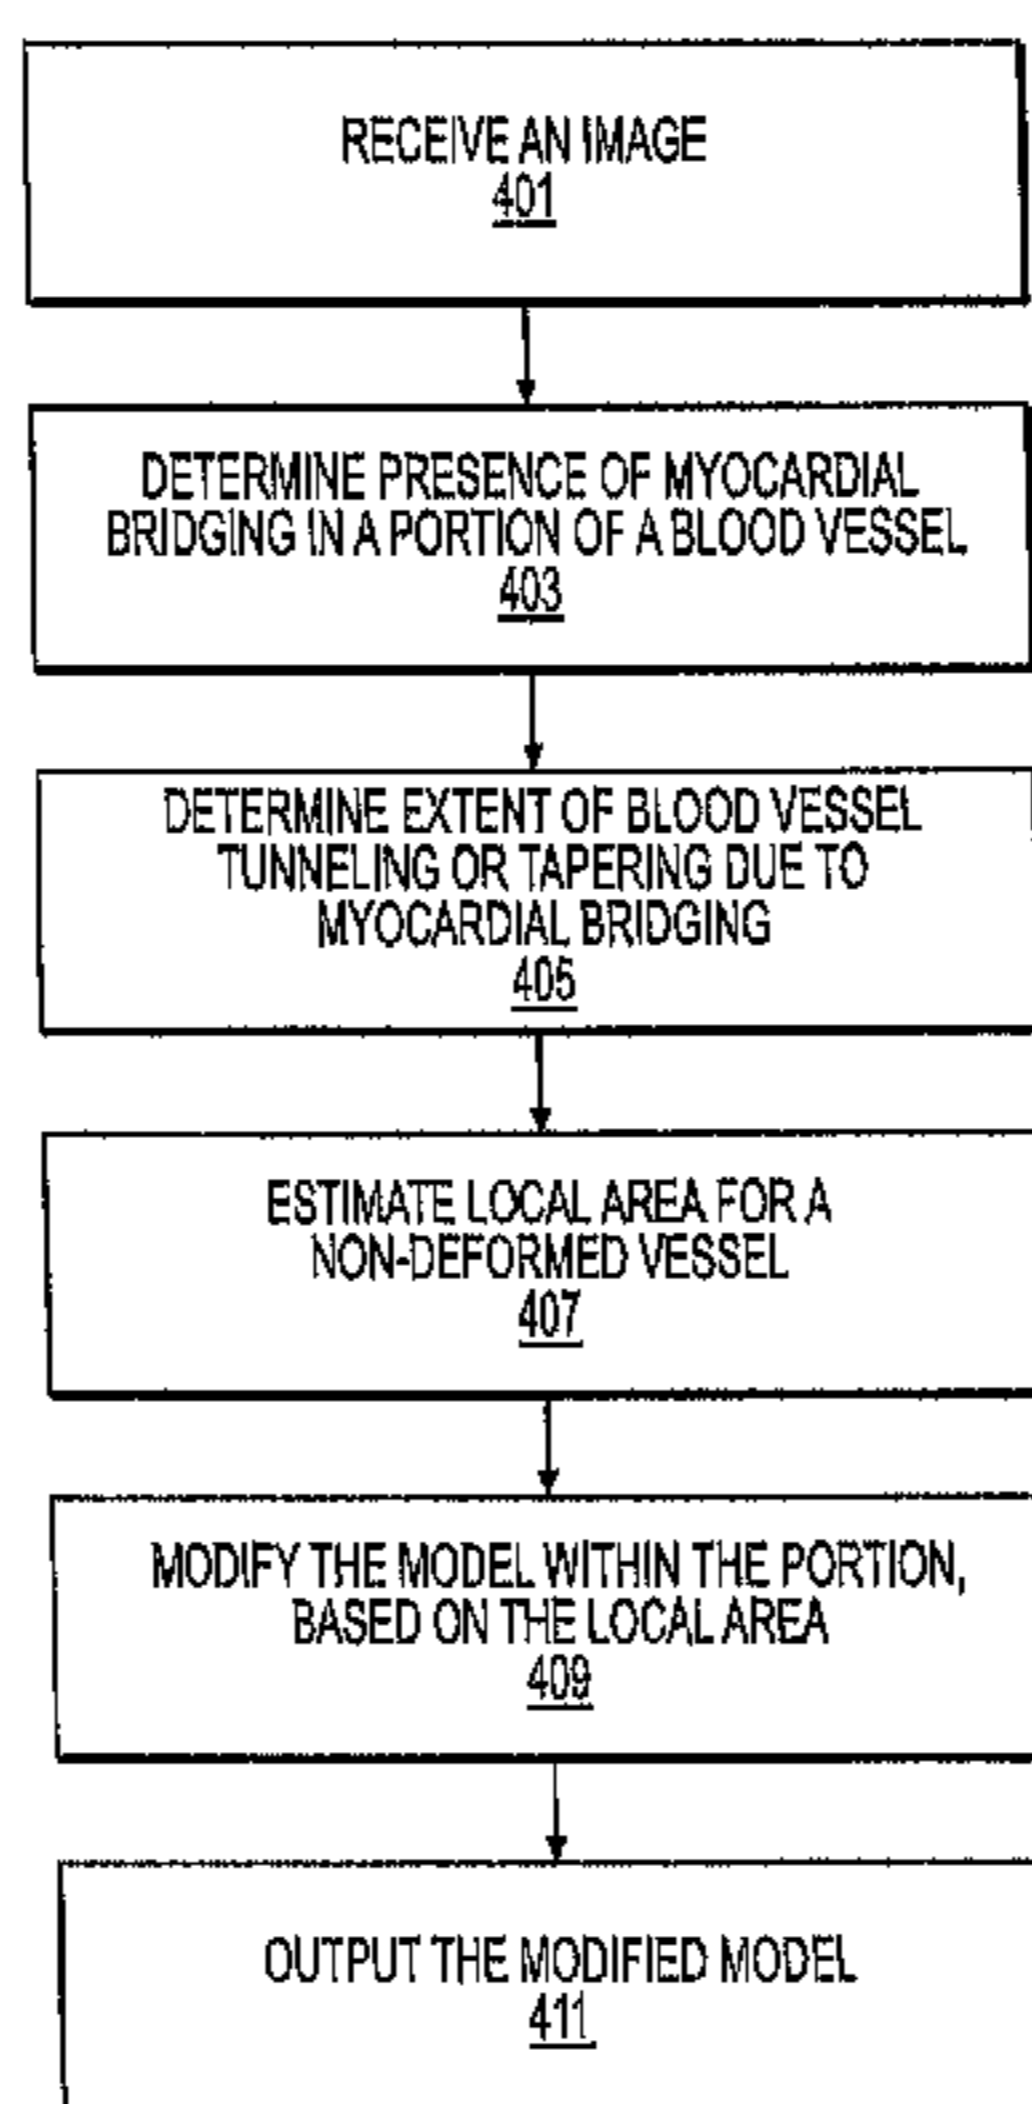 RECEIVE AN IMAGE
401
DETERMINE PRESENCE OF MYOCARDIAL
BRIDGING IN A PORTION OF A BLOOD VESSEL
403
DETERMINE EXTENT OF BLOOD VESSEL
TUNNELING OR TAPERING DUE TO
MYOCARDIAL BRIDGING
405
ESTIMATE LOCAL AREA FOR A
NON-DEFORMED VESSEL
407
MODIFY THE MODEL WITHIN THE PORTION,
BASED ON THE LOCAL AREA
409
OUTPUT THE MODIFIED MODEL
411